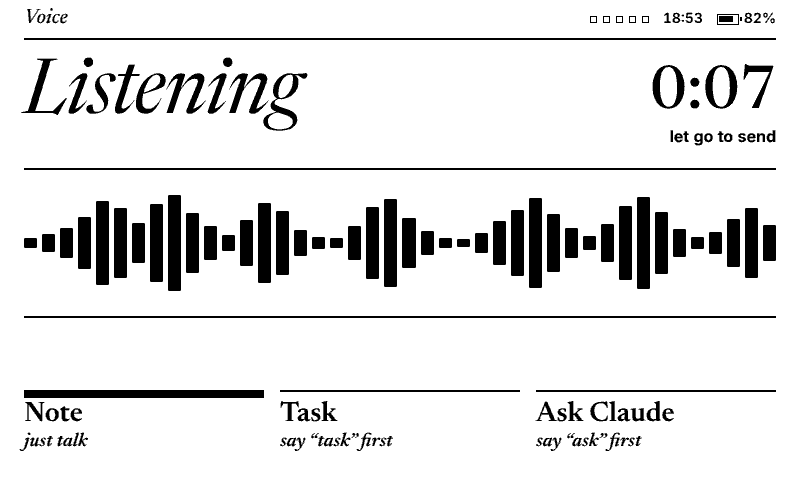 Voice
18:53 82%
Listening
0:07
let go to send
Note
just talk
Task
say “task” first
Ask Claude
say “ask” first